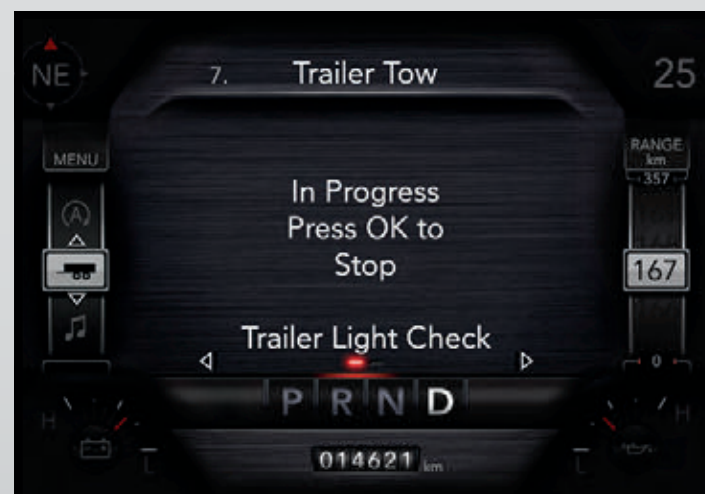 NE
7. Trailer Tow
25
MENU
RANGE
km
357
In Progress
Press OK to
Stop
(A)
167
Trailer Light Check
0
P R N D
H
L
014621 km
L
H